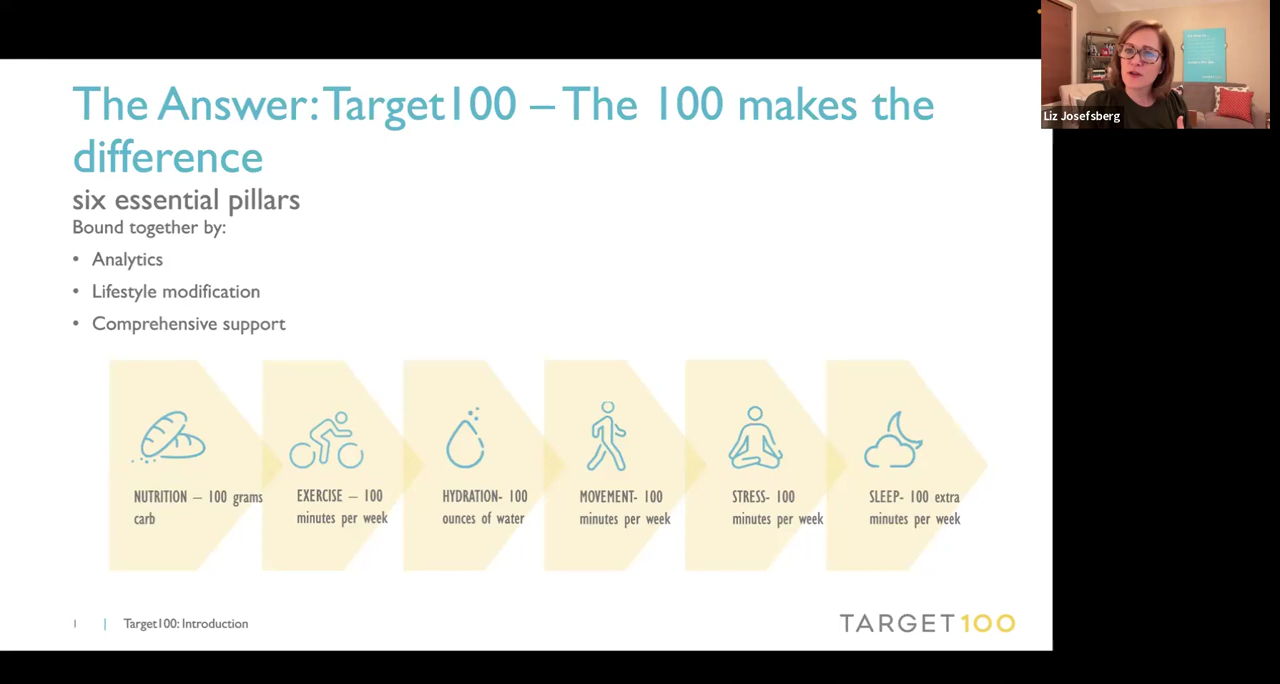 The Answer: Target100 – The 100 makes the
difference
six essential pillars
Bound together by:
• Analytics
• Lifestyle modification
• Comprehensive support
NUTRITION – 100 grams
carb
EXERCISE – 100
minutes per week
HYDRATION- 100
ounces of water
MOVEMENT- 100
minutes per week
STRESS- 100
minutes per week
SLEEP- 100 extra
minutes per week
1 | Target100: Introduction
TARGET100
Liz Josefsberg